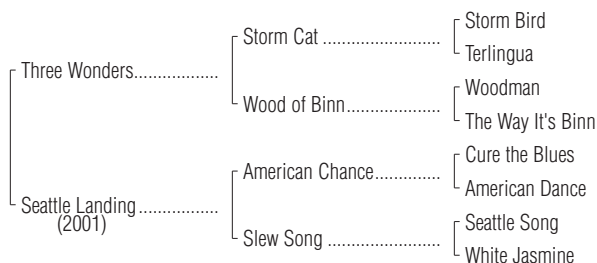 Storm Bird
Storm Cat ........................
Terlingua
Three Wonders.................
Woodman
Wood of Binn...................
The Way It's Binn
Cure the Blues
American Chance.............
American Dance
Seattle Landing................
(2001)
Seattle Song
Slew Song ....................
White Jasmine